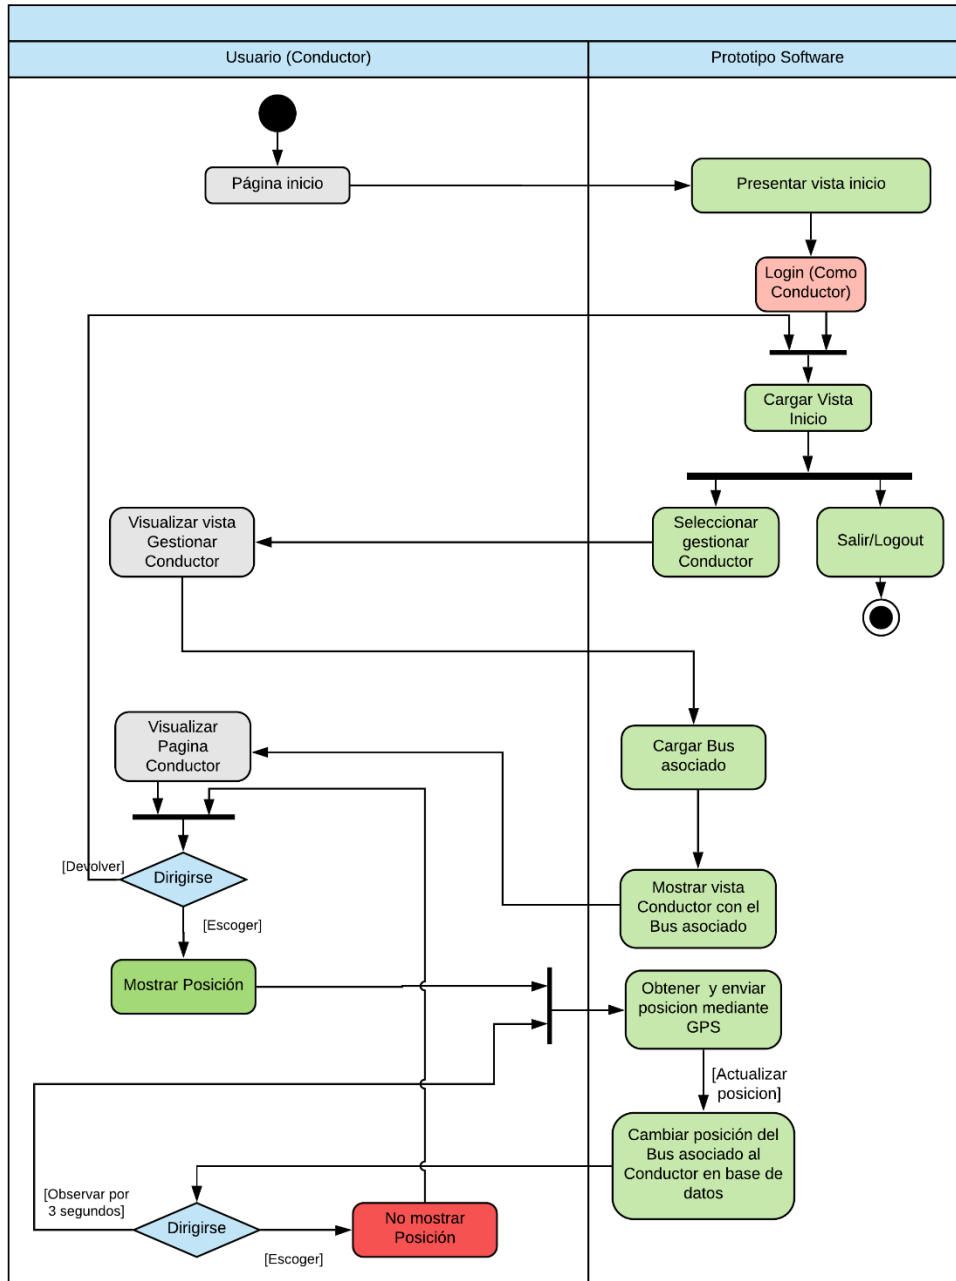 Usuario (Conductor)
Prototipo Software
Página inicio
Presentar vista inicio
Login (Como
Conductor)
Cargar Vista
Inicio
Visualizar vista
Gestionar
Conductor
Seleccionar
gestionar
Conductor
Salir/Logout
Visualizar
Pagina
Conductor
Cargar Bus
asociado
[Devolver]
Dirigirse
[Escoger]
Mostrar vista
Conductor con el
Bus asociado
Mostrar Posición
Obtener y enviar
posicion mediante
GPS
[Actualizar
posicion]
Cambiar posición del
Bus asociado al
Conductor en base de
datos
[Observar por
3 segundos]
Dirigirse
[Escoger]
No mostrar
Posición